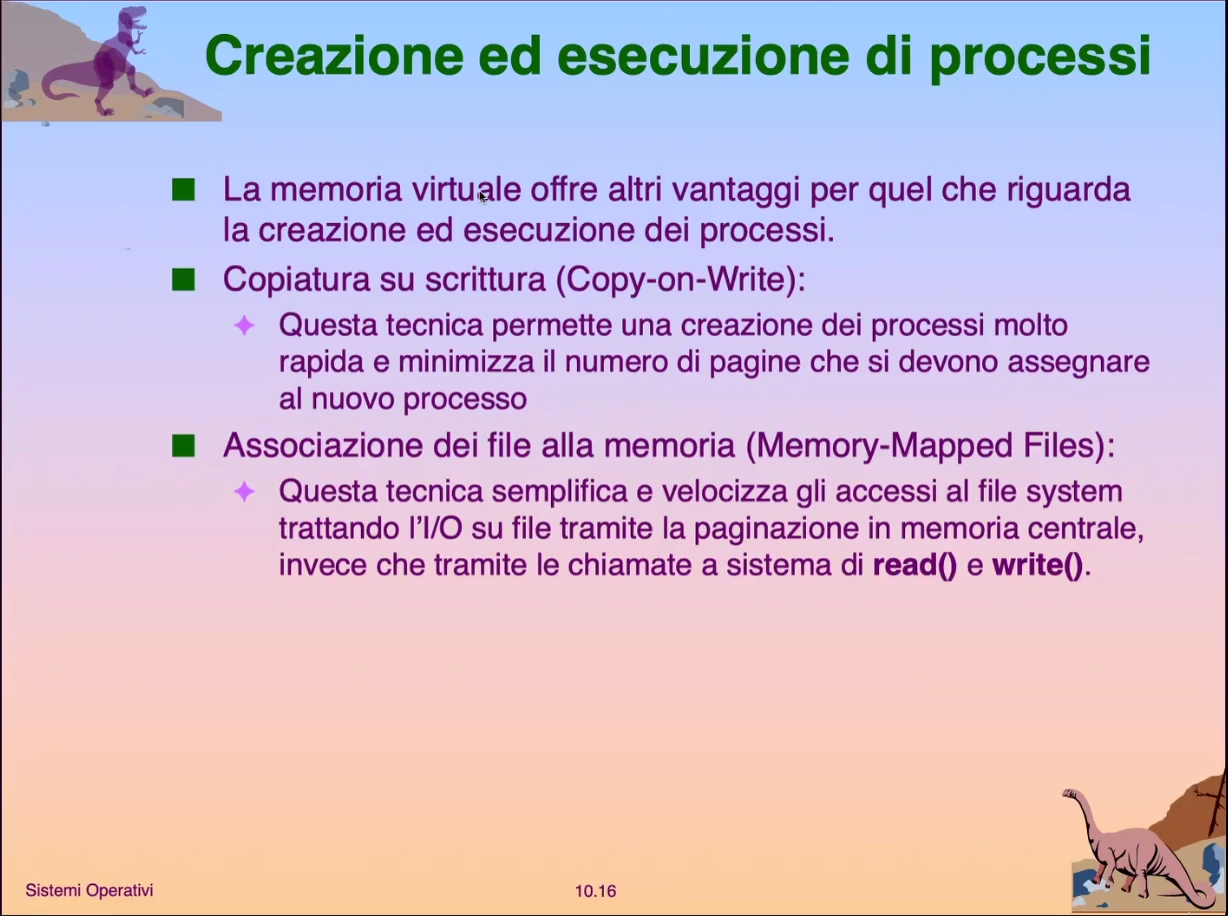 Creazione ed esecuzione di processi
La memoria virtuale offre altri vantaggi per quel che riguarda
la creazione ed esecuzione dei processi.
Copiatura su scrittura (Copy-on-Write):
Questa tecnica permette una creazione dei processi molto
rapida e minimizza il numero di pagine che si devono assegnare
al nuovo processo
Associazione dei file alla memoria (Memory-Mapped Files):
Questa tecnica semplifica e velocizza gli accessi al file system
trattando l'I/O su file tramite la paginazione in memoria centrale,
invece che tramite le chiamate a sistema di read() e write().
Sistemi Operativi
10.16